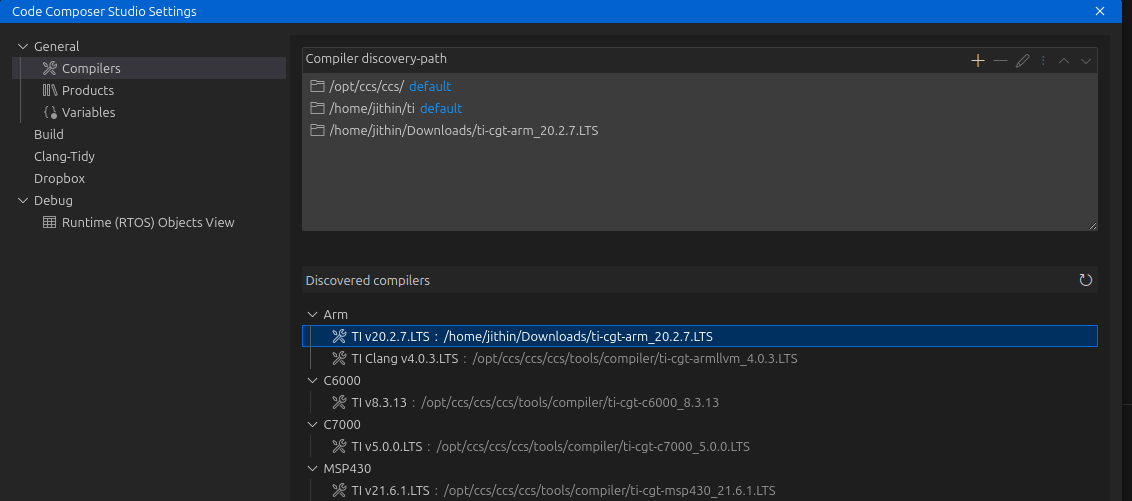 Code Composer Studio Settings
General
Compilers
Products
Variables
Build
Clang-Tidy
Dropbox
Debug
Runtime (RTOS) Objects View
Compiler discovery-path
/opt/ccs/ccs/ default
/home/jithin/ti default
/home/jithin/Downloads/ti-cgt-arm_20.2.7.LTS
Discovered compilers
Arm
TI v20.2.7.LTS : /home/jithin/Downloads/ti-cgt-arm_20.2.7.LTS
TI Clang v4.0.3.LTS : /opt/ccs/ccs/ccs/tools/compiler/ti-cgt-armllvm_4.0.3.LTS
C6000
TI v8.3.13 : /opt/ccs/ccs/ccs/tools/compiler/ti-cgt-c6000_8.3.13
C7000
TI v5.0.0.LTS : /opt/ccs/ccs/ccs/tools/compiler/ti-cgt-c7000_5.0.0.LTS
MSP430
TI v21.6.1.LTS : /opt/ccs/ccs/ccs/tools/compiler/ti-cgt-msp430_21.6.1.LTS